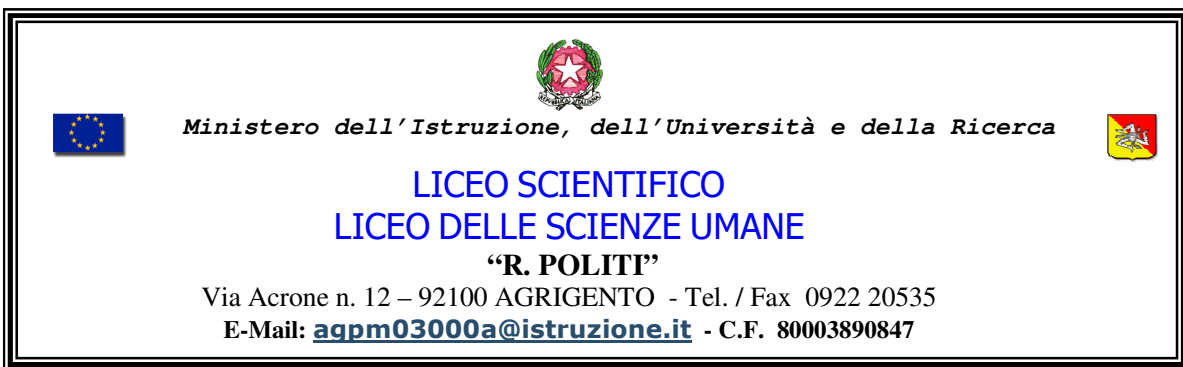 Ministero dell’Istruzione, dell’Università e della Ricerca
LICEO SCIENTIFICO
LICEO DELLE SCIENZE UMANE
“R. POLITI”
Via Acrone n. 12 – 92100 AGRIGENTO - Tel. / Fax 0922 20535
E-Mail: agpm03000a@istruzione.it - C.F. 80003890847